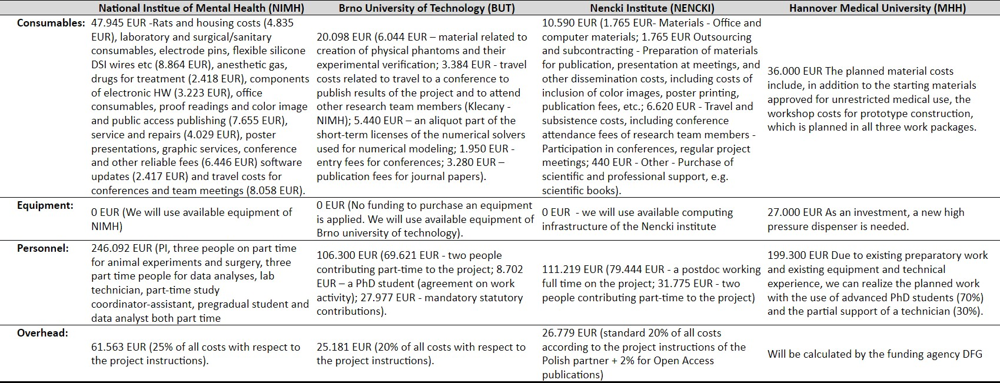 National Institue of Mental Health (NIMH)
Brno University of Technology (BUT)
Nencki Institute (NENCKI)
Hannover Medical University (MHH)
Consumables:
47.945 EUR -Rats and housing costs (4.835
EUR), laboratory and surgical/sanitary
consumables, electrode pins, flexible silicone
DSI wires etc (8.864 EUR), anesthetic gas,
drugs for treatment (2.418 EUR), components
of electronic HW (3.223 EUR), office
consumables, proof readings and color image
and public access publishing (7.655 EUR),
service and repairs (4.029 EUR), poster
presentations, graphic services, conference
and other reliable fees (6.446 EUR) software
updates (2.417 EUR) and travel costs for
conferences and team meetings (8.058 EUR).
20.098 EUR (6.044 EUR – material related to
creation of physical phantoms and their
experimental verification; 3.384 EUR - travel
costs related to travel to a conference to
publish results of the project and to attend
other research team members (Klecany -
NIMH); 5.440 EUR – an aliquot part of the
short-term licenses of the numerical solvers
used for numerical modeling; 1.950 EUR -
entry fees for conferences; 3.280 EUR –
publication fees for journal papers).
10.590 EUR (1.765 EUR- Materials - Office and
computer materials; 1.765 EUR Outsourcing
and subcontracting - Preparation of materials
for publication, presentation at meetings, and
other dissemination costs, including costs of
inclusion of color images, poster printing,
publication fees, etc.; 6.620 EUR - Travel and
subsistence costs, including conference
attendance fees of research team members -
Participation in conferences, regular project
meetings; 440 EUR - Other - Purchase of
scientific and professional support, e.g.
scientific books).
36.000 EUR The planned material costs
include, in addition to the starting materials
approved for unrestricted medical use, the
workshop costs for prototype construction,
which is planned in all three work packages.
Equipment:
0 EUR (We will use available equipment of
NIMH)
0 EUR (No funding to purchase an equipment
is applied. We will use available equipment of
Brno university of technology).
0 EUR  - we will use available computing
infrastructure of the Nencki institute
27.000 EUR As an investment, a new high
pressure dispenser is needed.
Personnel:
246.092 EUR (PI, three people on part time
for animal experiments and surgery, three
part time people for data analyses, lab
technician, part-time study
coordinator-assistant, pregradual student and
data analyst both part time
106.300 EUR (69.621 EUR - two people
contributing part-time to the project; 8.702
EUR – a PhD student (agreement on work
activity); 27.977 EUR - mandatory statutory
contributions).
111.219 EUR (79.444 EUR - a postdoc working
full time on the project; 31.775 EUR - two
people contributing part-time to the project)
199.300 EUR Due to existing preparatory work
and existing equipment and technical
experience, we can realize the planned work
with the use of advanced PhD students (70%)
and the partial support of a technician (30%).
Overhead:
61.563 EUR (25% of all costs with respect to
the project instructions).
25.181 EUR (20% of all costs with respect to
the project instructions).
26.779 EUR (standard 20% of all costs
according to the project instructions of the
Polish partner + 2% for Open Access
publications)
Will be calculated by the funding agency DFG